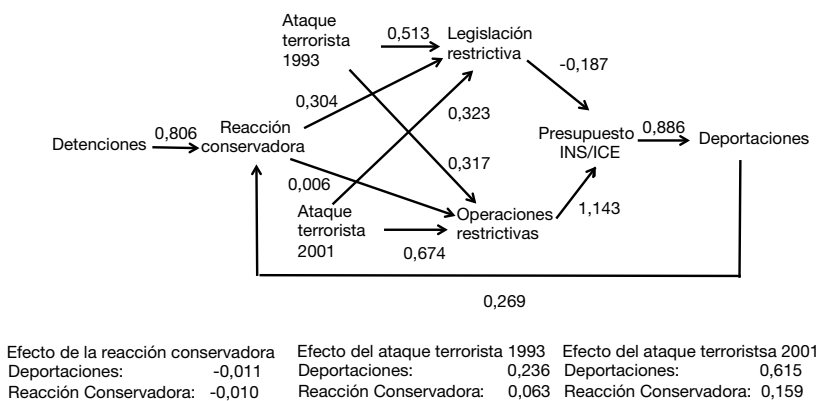 Ataque
terrorista
1993
0,513
Legislación
restrictiva
-0,187
0,304
0,323
Detenciones
0,806
Reacción
conservadora
Presupuesto
INS/ICE
0,886
Deportaciones
0,317
0,006
Ataque
terrorista
2001
0,674
Operaciones
restrictivas
1,143
0,269
Efecto de la reacción conservadora
Deportaciones: -0,011
Reacción Conservadora: -0,010
Efecto del ataque terrorista 1993
Deportaciones: 0,236
Reacción Conservadora: 0,063
Efecto del ataque terroristsa 2001
Deportaciones: 0,615
Reacción Conservadora: 0,159